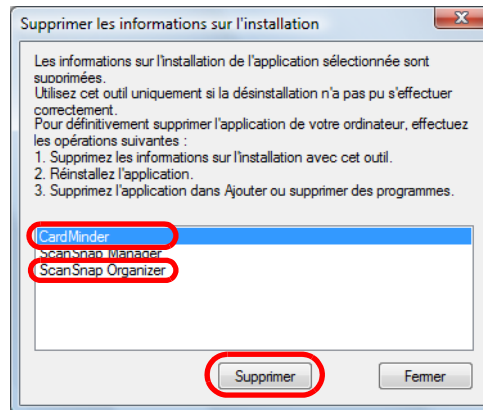 Supprimer les informations sur l'installation
Les informations sur l'installation de l'application sélectionnée sont
supprimées.
Utilisez cet outil uniquement si la désinstallation n'a pas pu s'effectuer
correctement.
Pour définitivement supprimer l'application de votre ordinateur, effectuez
les opérations suivantes :
1. Supprimez les informations sur l'installation avec cet outil.
2. Réinstallez l'application.
3. Supprimez l'application dans Ajouter ou supprimer des programmes.
CardMinder
ScanSnap Manager
ScanSnap Organizer
Supprimer
Fermer